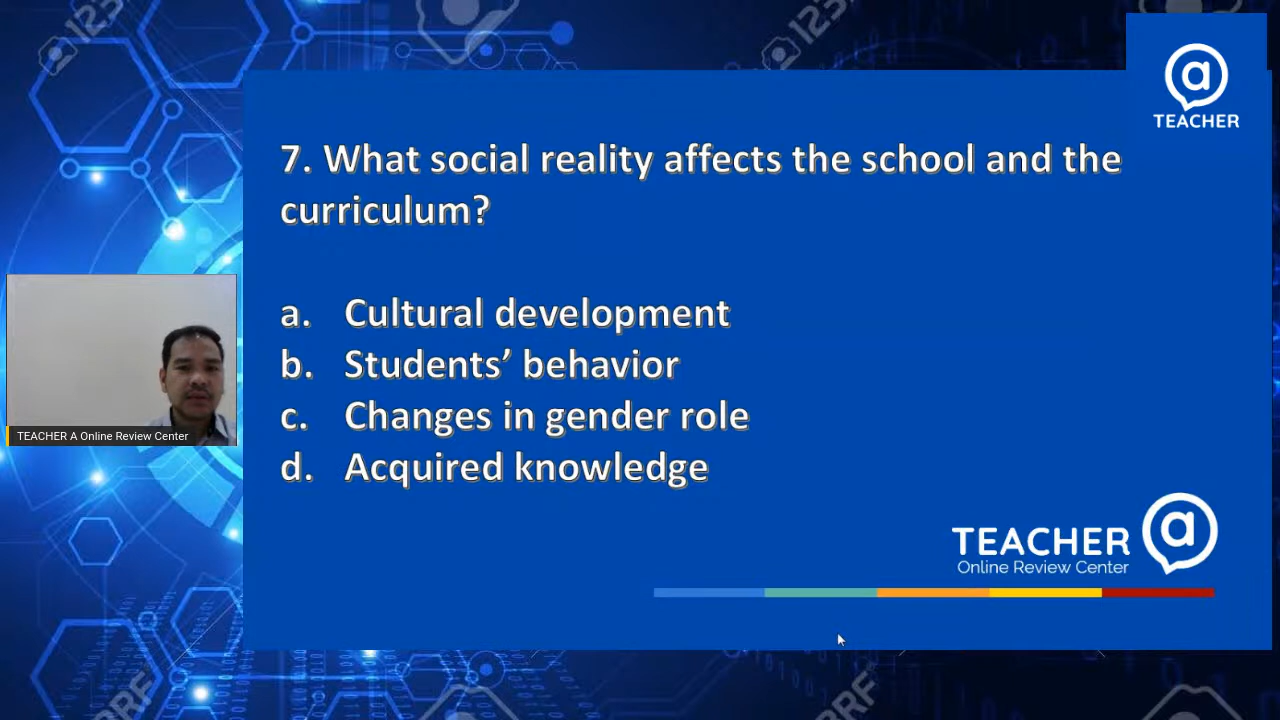 TEACHER
7. What social reality affects the school and the
curriculum?
a. Cultural development
b. Students’ behavior
c. Changes in gender role
d. Acquired knowledge
TEACHER A Online Review Center
TEACHER
Online Review Center